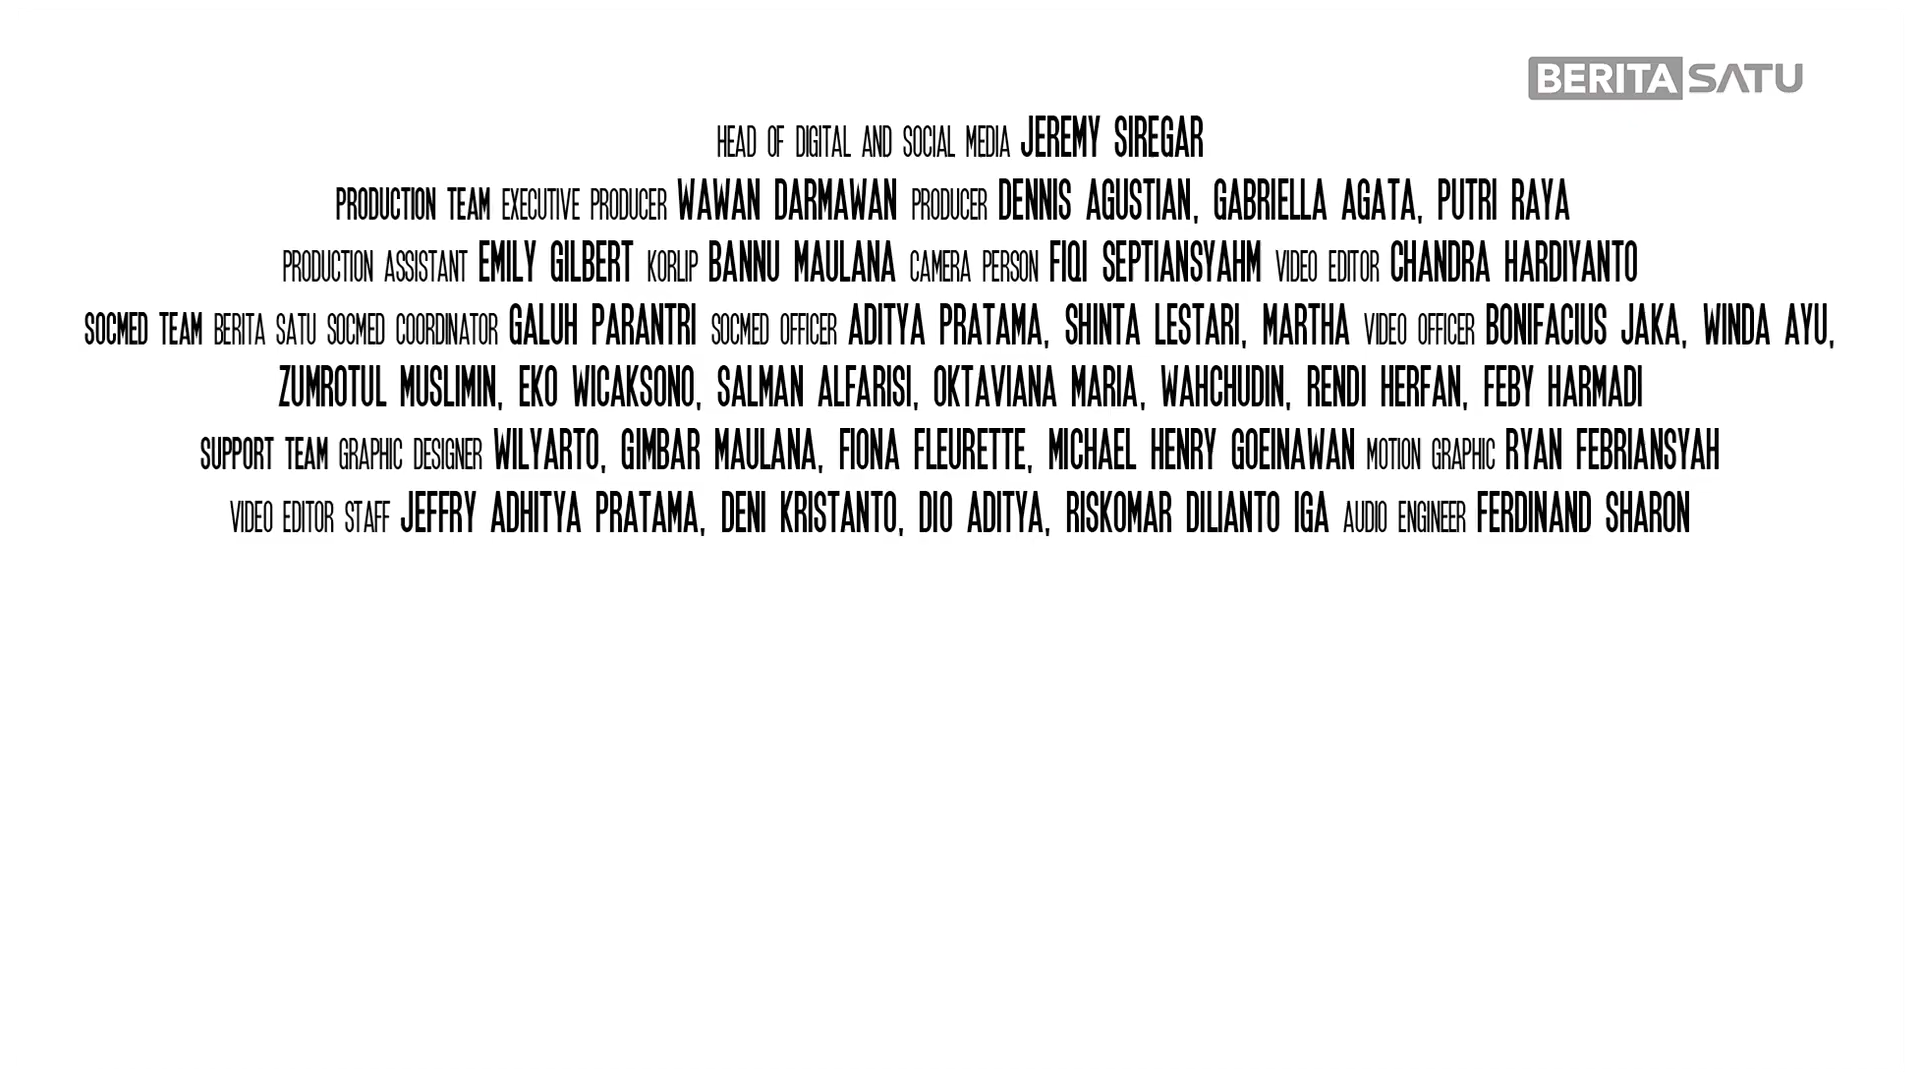 BERITA SATU
HEAD OF DIGITAL AND SOCIAL MEDIA JEREMY SIREGAR
PRODUCTION TEAM EXECUTIVE PRODUCER WAWAN DARMAWAN PRODUCER DENNIS AGUSTIAN, GABRIELLA AGATA, PUTRI RAYA
PRODUCTION ASSISTANT EMILY GILBERT KORLIP BANNU MAULANA CAMERA PERSON FIQI SEPTIANSYAHM VIDEO EDITOR CHANDRA HARDIYANTO
SOCMED TEAM BERITA SATU SOCMED COORDINATOR GALUH PARANTRI SOCMED OFFICER ADITYA PRATAMA, SHINTA LESTARI, MARTHA VIDEO OFFICER BONIFACIUS JAKA, WINDA AYU,
ZUMROTUL MUSLIMIN, EKO WICAKSONO, SALMAN ALFARISI, OKTAVIANA MARIA, WAHCHUDIN, RENDI HERFAN, FEBY HARMADI
SUPPORT TEAM GRAPHIC DESIGNER WILYARTO, GIMBAR MAULANA, FIONA FLEURETTE, MICHAEL HENRY GOEINAWAN MOTION GRAPHIC RYAN FEBRIANSYAH
VIDEO EDITOR STAFF JEFFRY ADHITYA PRATAMA, DENI KRISTANTO, DIO ADITYA, RISKOMAR DILIANTO IGA AUDIO ENGINEER FERDINAND SHARON